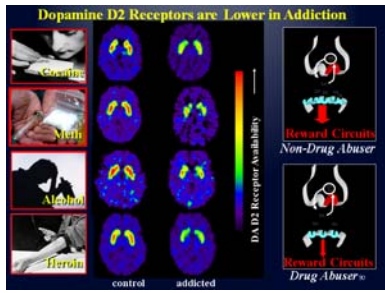 Dopamine D2 Receptors are Lower in Addiction
Cocaine
Meth
Alcohol
Heroin
control addicted
DA D2 Receptor Availability
Reward Circuits
Non-Drug Abuser
Reward Circuits
Drug Abuser